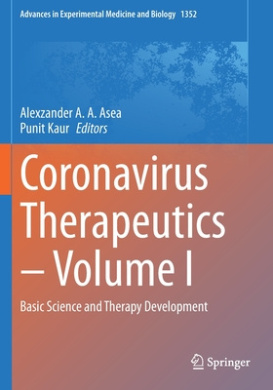 Advances in Experimental Medicine and Biology 1352
Alexzander A. A. Asea
Punit Kaur Editors
Coronavirus
Therapeutics
– Volume I
Basic Science and Therapy Development
Springer